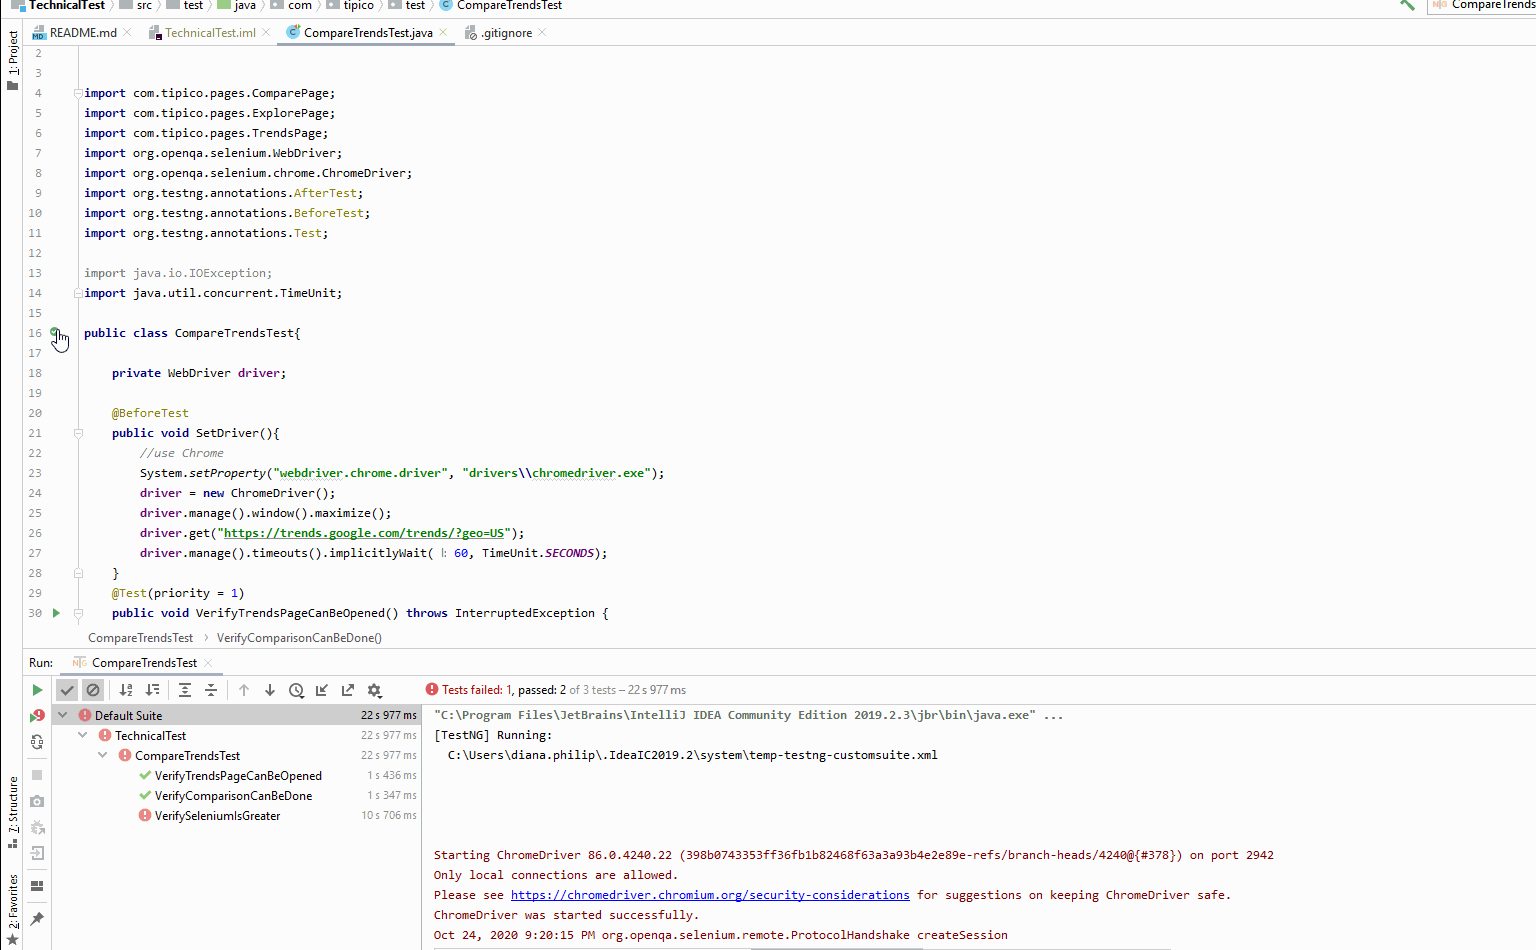 TechnicalTest src test java com tipico test CompareTrendsTest CompareTrends
README.md TechnicalTest.iml CompareTrendsTest.java .gitignore
1: Project
2
3
4 import com.tipico.pages.ComparePage;
5 import com.tipico.pages.ExplorePage;
6 import com.tipico.pages.TrendsPage;
7 import org.openqa.selenium.WebDriver;
8 import org.openqa.selenium.chrome.ChromeDriver;
9 import org.testng.annotations.AfterTest;
10 import org.testng.annotations.BeforeTest;
11 import org.testng.annotations.Test;
12
13 import java.io.IOException;
14 import java.util.concurrent.TimeUnit;
15
16 public class CompareTrendsTest{
17
18 private WebDriver driver;
19
20 @BeforeTest
21 public void SetDriver(){
22 //use Chrome
23 System.setProperty("webdriver.chrome.driver", "drivers\\chromedriver.exe");
24 driver = new ChromeDriver();
25 driver.manage().window().maximize();
26 driver.get("https://trends.google.com/trends/?geo=US");
27 driver.manage().timeouts().implicitlyWait( l: 60, TimeUnit.SECONDS);
28 }
29 @Test(priority = 1)
30 public void VerifyTrendsPageCanBeOpened() throws InterruptedException {
CompareTrendsTest VerifyComparisonCanBeDone()
Run: CompareTrendsTest
Tests failed: 1, passed: 2 of 3 tests – 22 s 977 ms
Default Suite 22 s 977 ms
TechnicalTest 22 s 977 ms
CompareTrendsTest 22 s 977 ms
VerifyTrendsPageCanBeOpened 1 s 436 ms
VerifyComparisonCanBeDone 1 s 347 ms
VerifySeleniumIsGreater 10 s 706 ms
7: Structure
2: Favorites
"C:\Program Files\JetBrains\IntelliJ IDEA Community Edition 2019.2.3\jbr\bin\java.exe" ...
[TestNG] Running:
C:\Users\diana.philip\.IdeaIC2019.2\system\temp-testng-customsuite.xml
Starting ChromeDriver 86.0.4240.22 (398b0743353ff36fb1b82468f63a3a93b4e2e89e-refs/branch-heads/4240@{#378}) on port 2942
Only local connections are allowed.
Please see https://chromedriver.chromium.org/security-considerations for suggestions on keeping ChromeDriver safe.
ChromeDriver was started successfully.
Oct 24, 2020 9:20:15 PM org.openqa.selenium.remote.ProtocolHandshake createSession